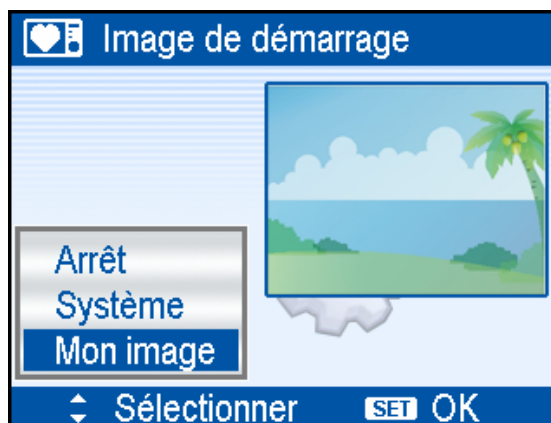 Image de démarrage
Arrêt
Système
Mon image
Sélectionner SET OK